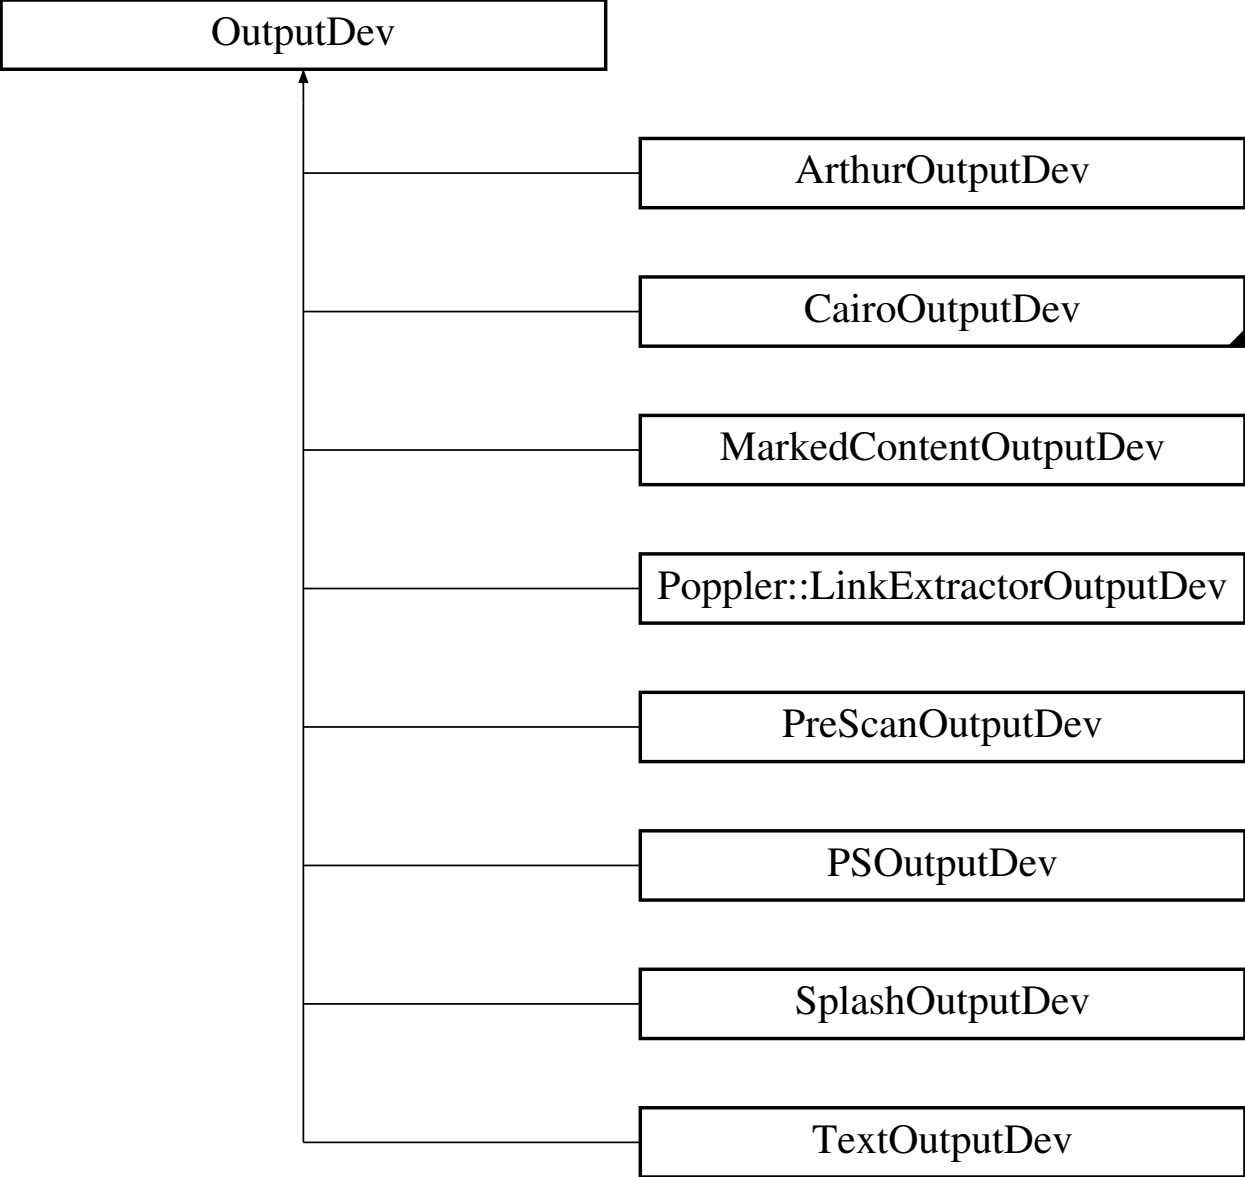 OutputDev
ArthurOutputDev
CairoOutputDev
MarkedContentOutputDev
Poppler::LinkExtractorOutputDev
PreScanOutputDev
PSOutputDev
SplashOutputDev
TextOutputDev